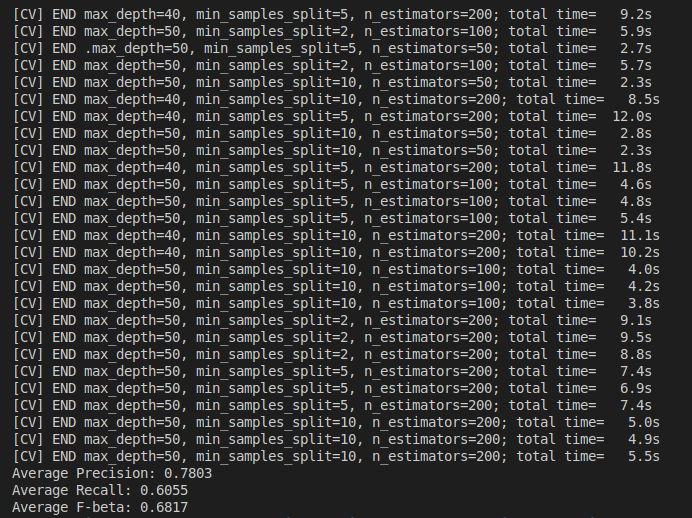 [CV] END max_depth=40, min_samples_split=5, n_estimators=200; total time=   9.2s
[CV] END max_depth=50, min_samples_split=2, n_estimators=100; total time=   5.9s
[CV] END .max_depth=50, min_samples_split=5, n_estimators=50; total time=   2.7s
[CV] END max_depth=50, min_samples_split=2, n_estimators=100; total time=   5.7s
[CV] END max_depth=50, min_samples_split=10, n_estimators=50; total time=   2.3s
[CV] END max_depth=40, min_samples_split=10, n_estimators=200; total time=   8.5s
[CV] END max_depth=40, min_samples_split=5, n_estimators=200; total time=  12.0s
[CV] END max_depth=50, min_samples_split=10, n_estimators=50; total time=   2.8s
[CV] END max_depth=50, min_samples_split=10, n_estimators=50; total time=   2.3s
[CV] END max_depth=40, min_samples_split=5, n_estimators=200; total time=  11.8s
[CV] END max_depth=50, min_samples_split=5, n_estimators=100; total time=   4.6s
[CV] END max_depth=50, min_samples_split=5, n_estimators=100; total time=   4.8s
[CV] END max_depth=50, min_samples_split=5, n_estimators=100; total time=   5.4s
[CV] END max_depth=40, min_samples_split=10, n_estimators=200; total time=  11.1s
[CV] END max_depth=40, min_samples_split=10, n_estimators=200; total time=  10.2s
[CV] END max_depth=50, min_samples_split=10, n_estimators=100; total time=   4.0s
[CV] END max_depth=50, min_samples_split=10, n_estimators=100; total time=   4.2s
[CV] END max_depth=50, min_samples_split=10, n_estimators=100; total time=   3.8s
[CV] END max_depth=50, min_samples_split=2, n_estimators=200; total time=   9.1s
[CV] END max_depth=50, min_samples_split=2, n_estimators=200; total time=   9.5s
[CV] END max_depth=50, min_samples_split=2, n_estimators=200; total time=   8.8s
[CV] END max_depth=50, min_samples_split=5, n_estimators=200; total time=   7.4s
[CV] END max_depth=50, min_samples_split=5, n_estimators=200; total time=   6.9s
[CV] END max_depth=50, min_samples_split=5, n_estimators=200; total time=   7.4s
[CV] END max_depth=50, min_samples_split=10, n_estimators=200; total time=   5.0s
[CV] END max_depth=50, min_samples_split=10, n_estimators=200; total time=   4.9s
[CV] END max_depth=50, min_samples_split=10, n_estimators=200; total time=   5.5s
Average Precision: 0.7803
Average Recall: 0.6055
Average F-beta: 0.6817